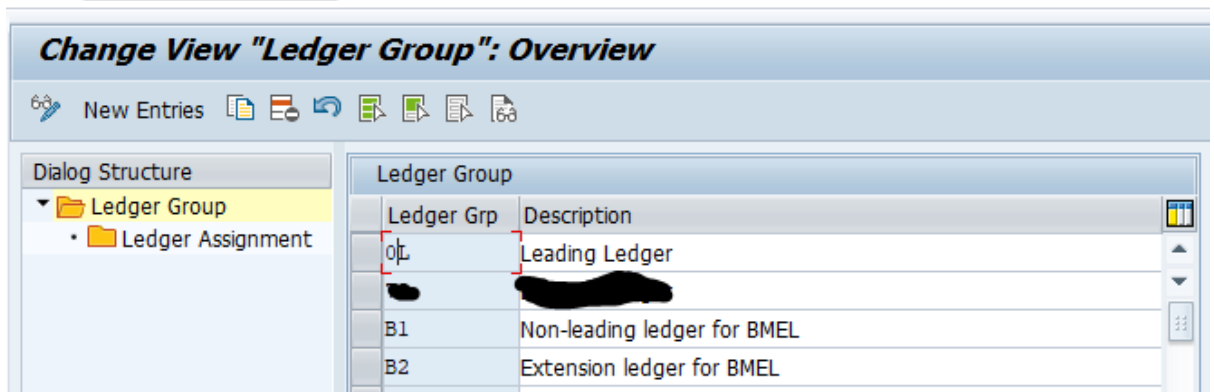 Change View "Ledger Group": Overview
New Entries
Dialog Structure
Ledger Group
Ledger Assignment
Ledger Group
Ledger Grp Description
0L Leading Ledger
B1 Non-leading ledger for BMEL
B2 Extension ledger for BMEL